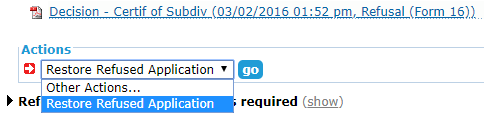 Decision - Certif of Subdiv (03/02/2016 01:52 pm, Refusal (Form 16))
Actions
Restore Refused Application go
Other Actions...
Restore Refused Application
Ref s required (show)